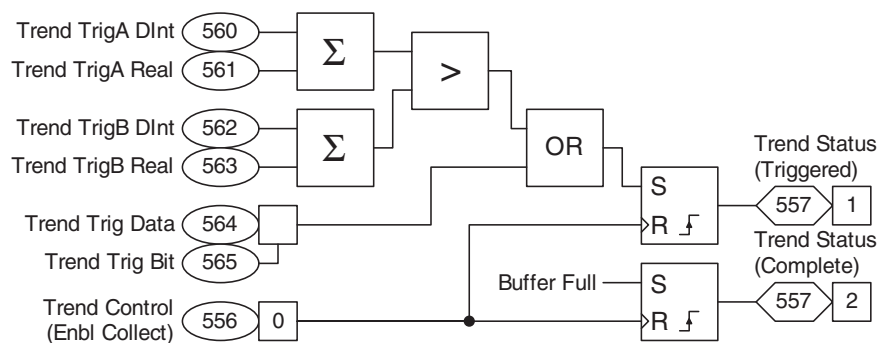 Trend TrigA DInt 560
Trend TrigA Real 561
Σ
>
Trend TrigB DInt 562
Trend TrigB Real 563
Σ
OR
Trend Trig Data 564
Trend Trig Bit 565
S
R
Trend Status
(Triggered)
557 1
Trend Status
(Complete)
557 2
Buffer Full
S
R
Trend Control
(Enbl Collect)
556 0